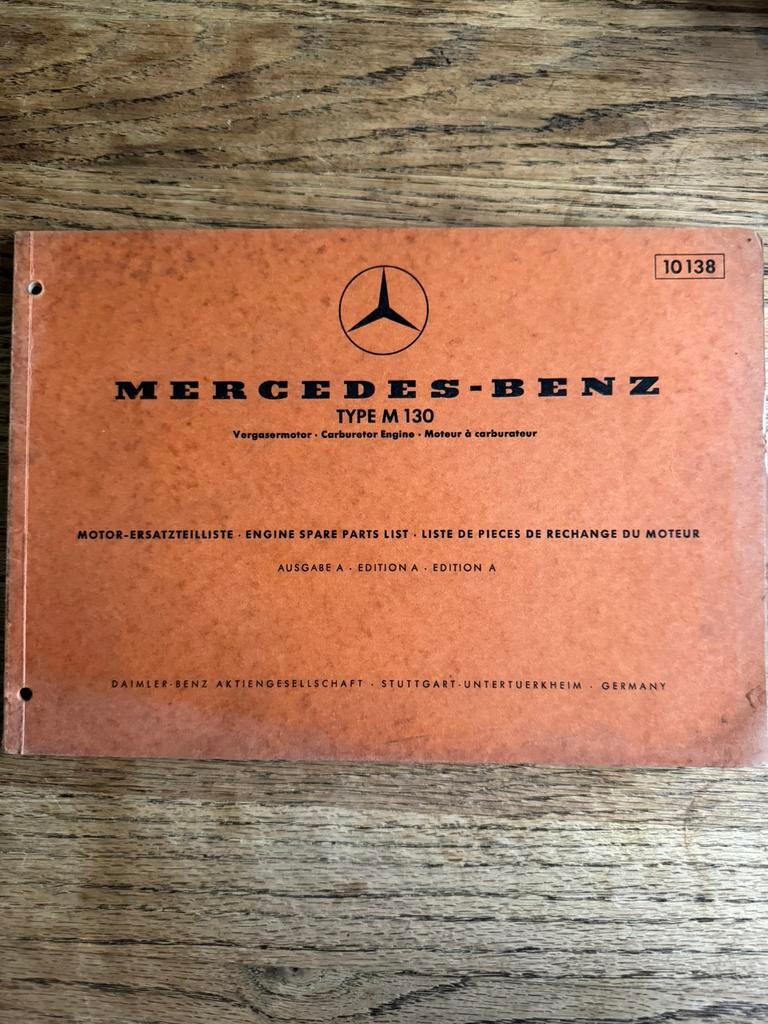 10138
MERCEDES-BENZ
TYPE M 130
Vergasermotor · Carburetor Engine · Moteur à carburateur
MOTOR-ERSATZTEILLISTE · ENGINE SPARE PARTS LIST · LISTE DE PIECES DE RECHANGE DU MOTEUR
AUSGABE A · EDITION A · EDITION A
DAIMLER-BENZ AKTIENGESELLSCHAFT · STUTTGART-UNTERTUERKHEIM · GERMANY